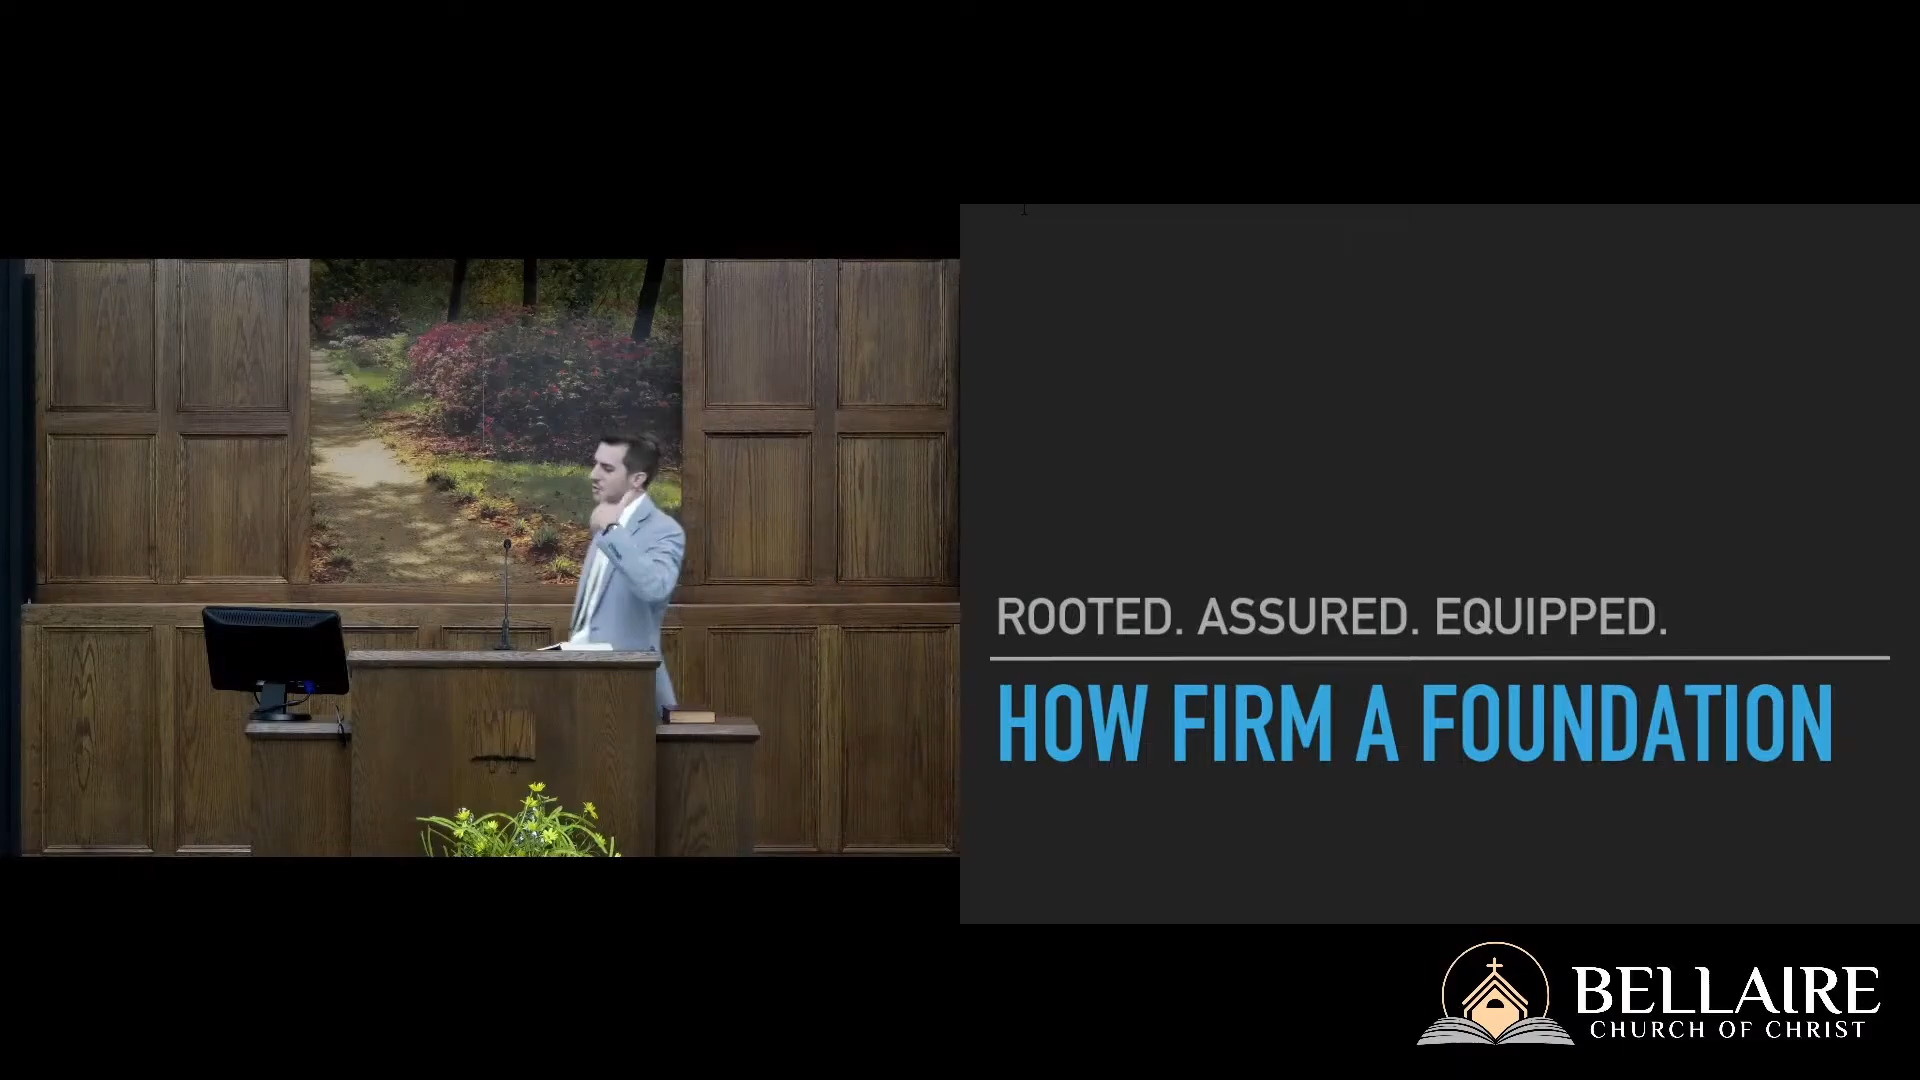 ROOTED. ASSURED. EQUIPPED.
HOW FIRM A FOUNDATION
BELLAIRE
CHURCH OF CHRIST